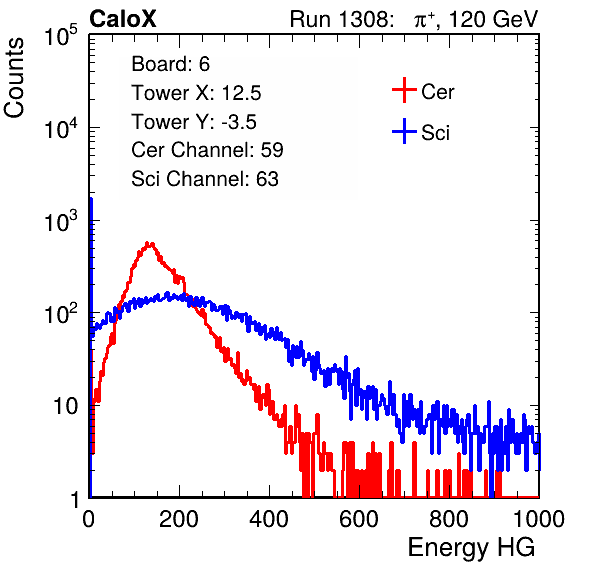 CaloX Run 1308: π⁺, 120 GeV
Counts
10⁵
10⁴
10³
10²
10
1
Board: 6
Tower X: 12.5
Tower Y: -3.5
Cer Channel: 59
Sci Channel: 63
Cer
Sci
0 200 400 600 800 1000
Energy HG